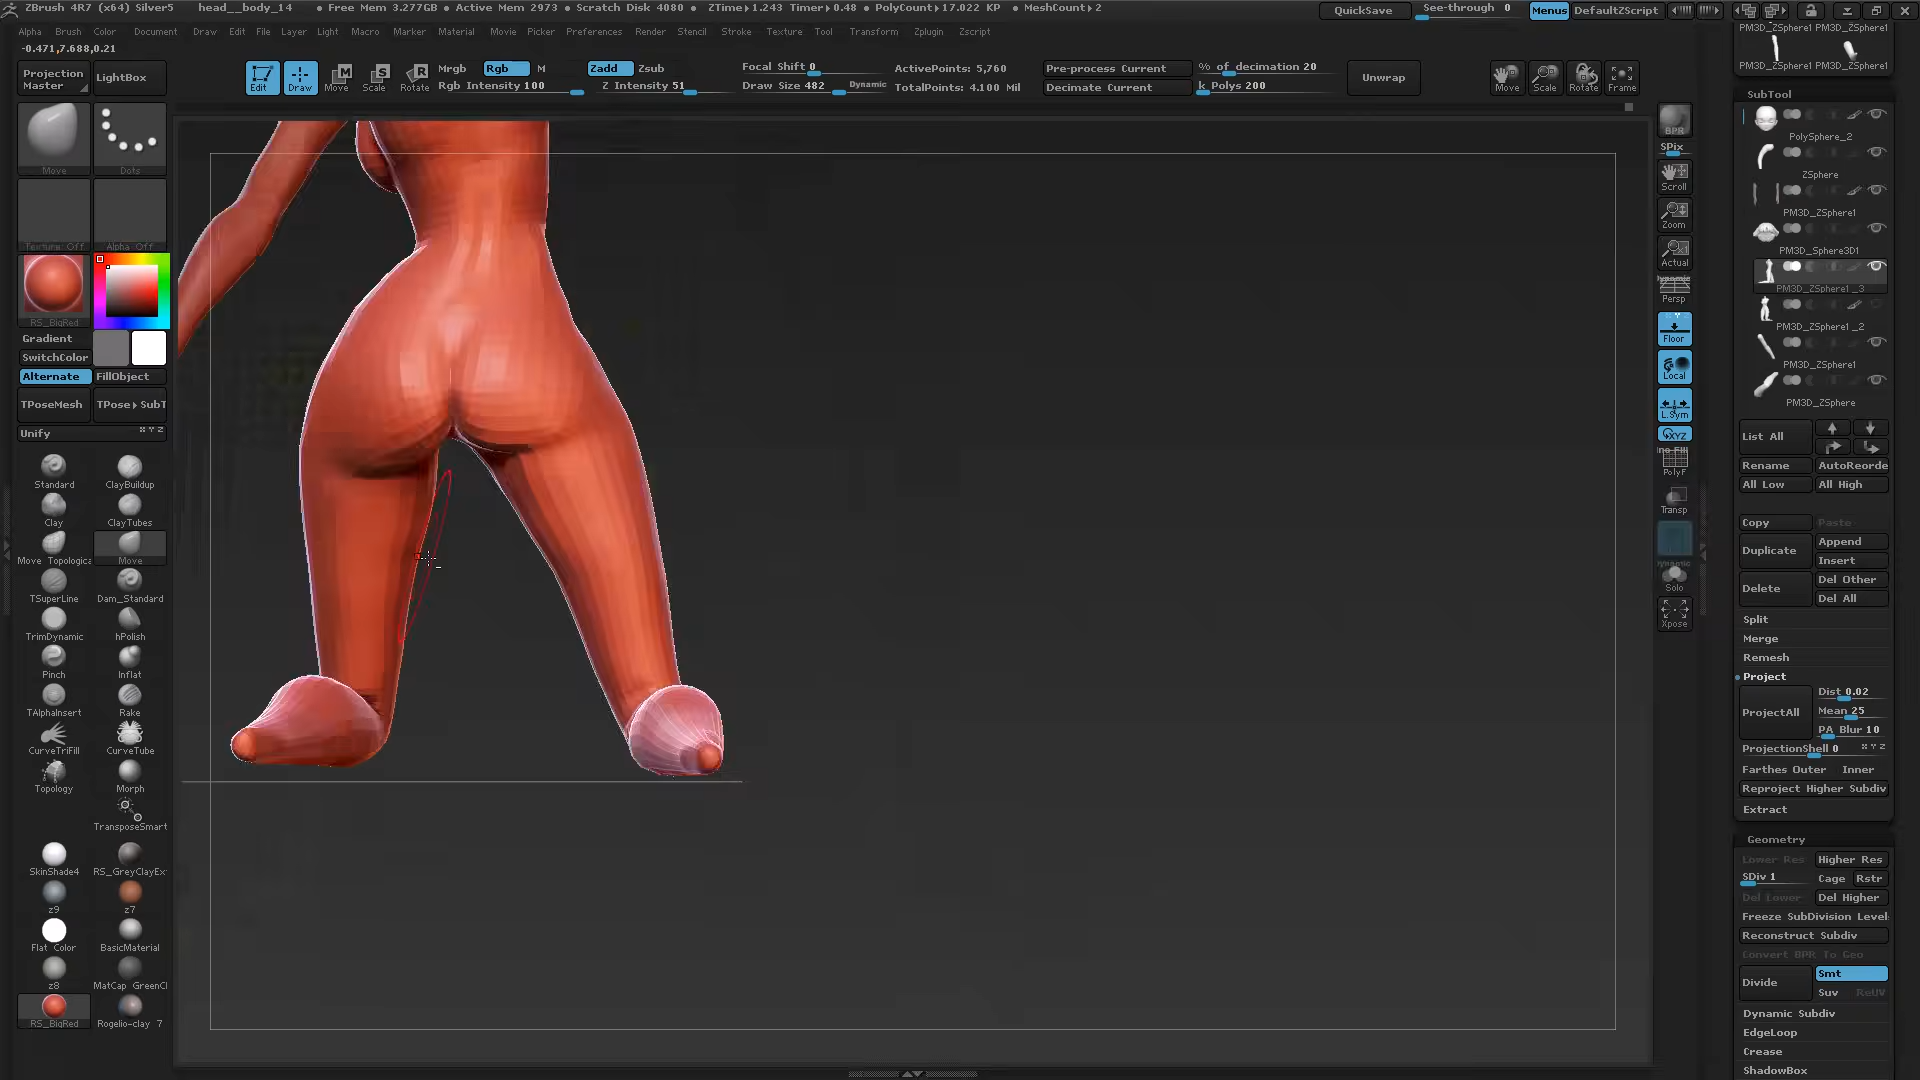 ZBrush 4R7 (x64) Silver5 head__body_14 • Free Mem 3.277GB • Active Mem 2973 • Scratch Disk 4080 • ZTime▸1.243 Timer▸0.48 • PolyCount▸17.022 KP • MeshCount▸2
QuickSave See-through 0 Menus DefaultZScript
Alpha Brush Color Document Draw Edit File Layer Light Macro Marker Material Movie Picker Preferences Render Stencil Stroke Texture Tool Transform Zplugin Zscript
-0.471,7.688,0.21
Projection Master
LightBox
Edit Draw Move Scale Rotate
Mrgb Rgb M
Rgb Intensity 100
Zadd Zsub
Z Intensity 51
Focal Shift 0
Draw Size 482 Dynamic
ActivePoints: 5,760
TotalPoints: 4.100 Mil
Pre-process Current
Decimate Current
% of decimation 20
k Polys 200
Unwrap
Move Scale Rotate Frame
Move Dots
Texture Off Alpha Off
RS_BigRed
Gradient
SwitchColor
Alternate FillObject
TPoseMesh TPose▸SubT
Unify X Y Z
Standard ClayBuildup
Clay ClayTubes
Move Topologica Move
TSuperLine Dam_Standard
TrimDynamic hPolish
Pinch Inflat
TAlphaInsert Rake
CurveTriFill CurveTube
Topology Morph
TransposeSmart
SkinShade4 RS_GreyClayEx
z9 z7
Flat Color BasicMaterial
z8 MatCap GreenCl
RS_BigRed Rogelio-clay_7
BPR
SPix
Scroll
Zoom
Actual
Dynamic
Persp
Floor
Local
L.Sym
XYZ
PolyF
Transp
Dynamic
Solo
Xpose
PM3D_ZSphere1 PM3D_ZSphere1
PM3D_ZSphere1 PM3D_ZSphere1
SubTool
PolySphere_2
ZSphere
PM3D_ZSphere1
PM3D_Sphere3D1
PM3D_ZSphere1_3
PM3D_ZSphere1_2
PM3D_ZSphere1
PM3D_ZSphere
List All
Rename AutoReorde
All Low All High
Copy Paste
Duplicate Append
Insert
Delete Del Other
Del All
Split
Merge
Remesh
Project
ProjectAll Dist 0.02
Mean 25
PA Blur 10
ProjectionShell 0 X Y Z
Farthes Outer Inner
Reproject Higher Subdiv
Extract
Geometry
Lower Res Higher Res
SDiv 1 Cage Rstr
Del Lower Del Higher
Freeze SubDivision Level
Reconstruct Subdiv
Convert BPR To Geo
Divide Smt
Suv ReUV
Dynamic Subdiv
EdgeLoop
Crease
ShadowBox